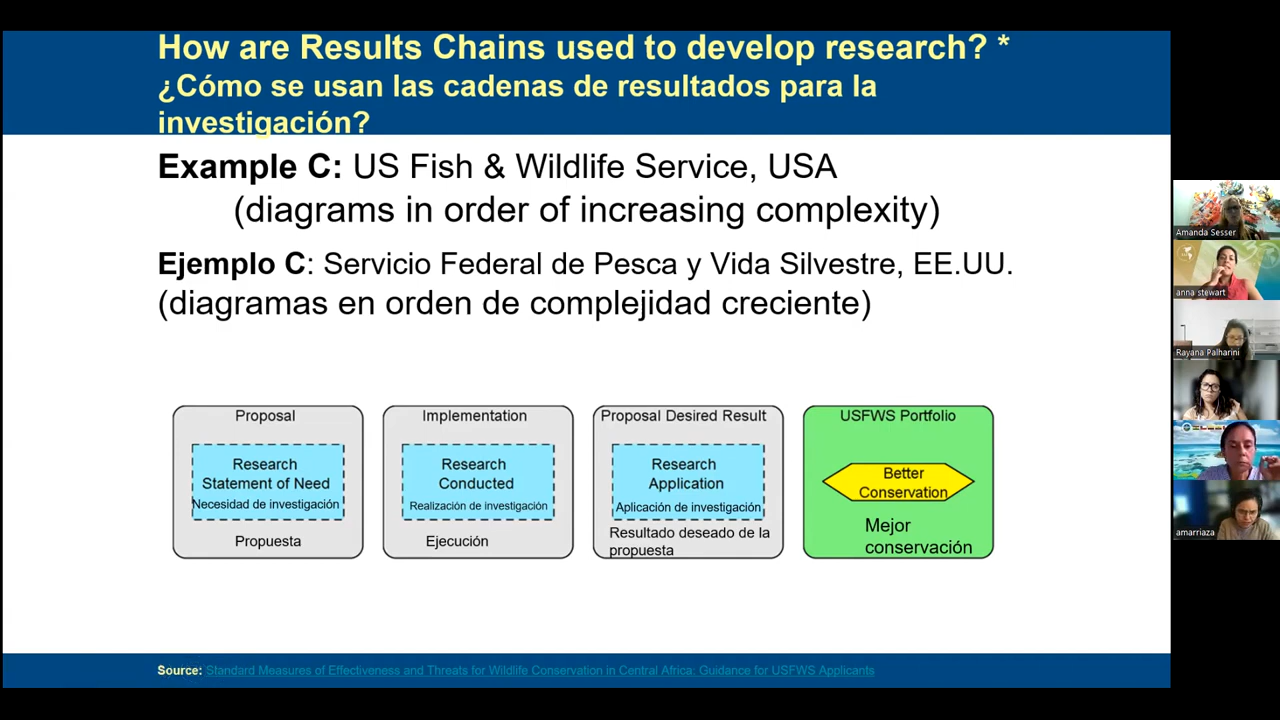 How are Results Chains used to develop research? *
¿Cómo se usan las cadenas de resultados para la
investigación?
Example C: US Fish & Wildlife Service, USA
(diagrams in order of increasing complexity)
Ejemplo C: Servicio Federal de Pesca y Vida Silvestre, EE.UU.
(diagramas en orden de complejidad creciente)
Proposal
Research
Statement of Need
Necesidad de investigación
Propuesta
Implementation
Research
Conducted
Realización de investigación
Ejecución
Proposal Desired Result
Research
Application
Aplicación de investigación
Resultado deseado de la
propuesta
USFWS Portfolio
Better
Conservation
Mejor
conservación
Source: Standard Measures of Effectiveness and Threats for Wildlife Conservation in Central Africa: Guidance for USFWS Applicants
Amanda Sesser
anna stewart
Rayana Palharini
amarriaza